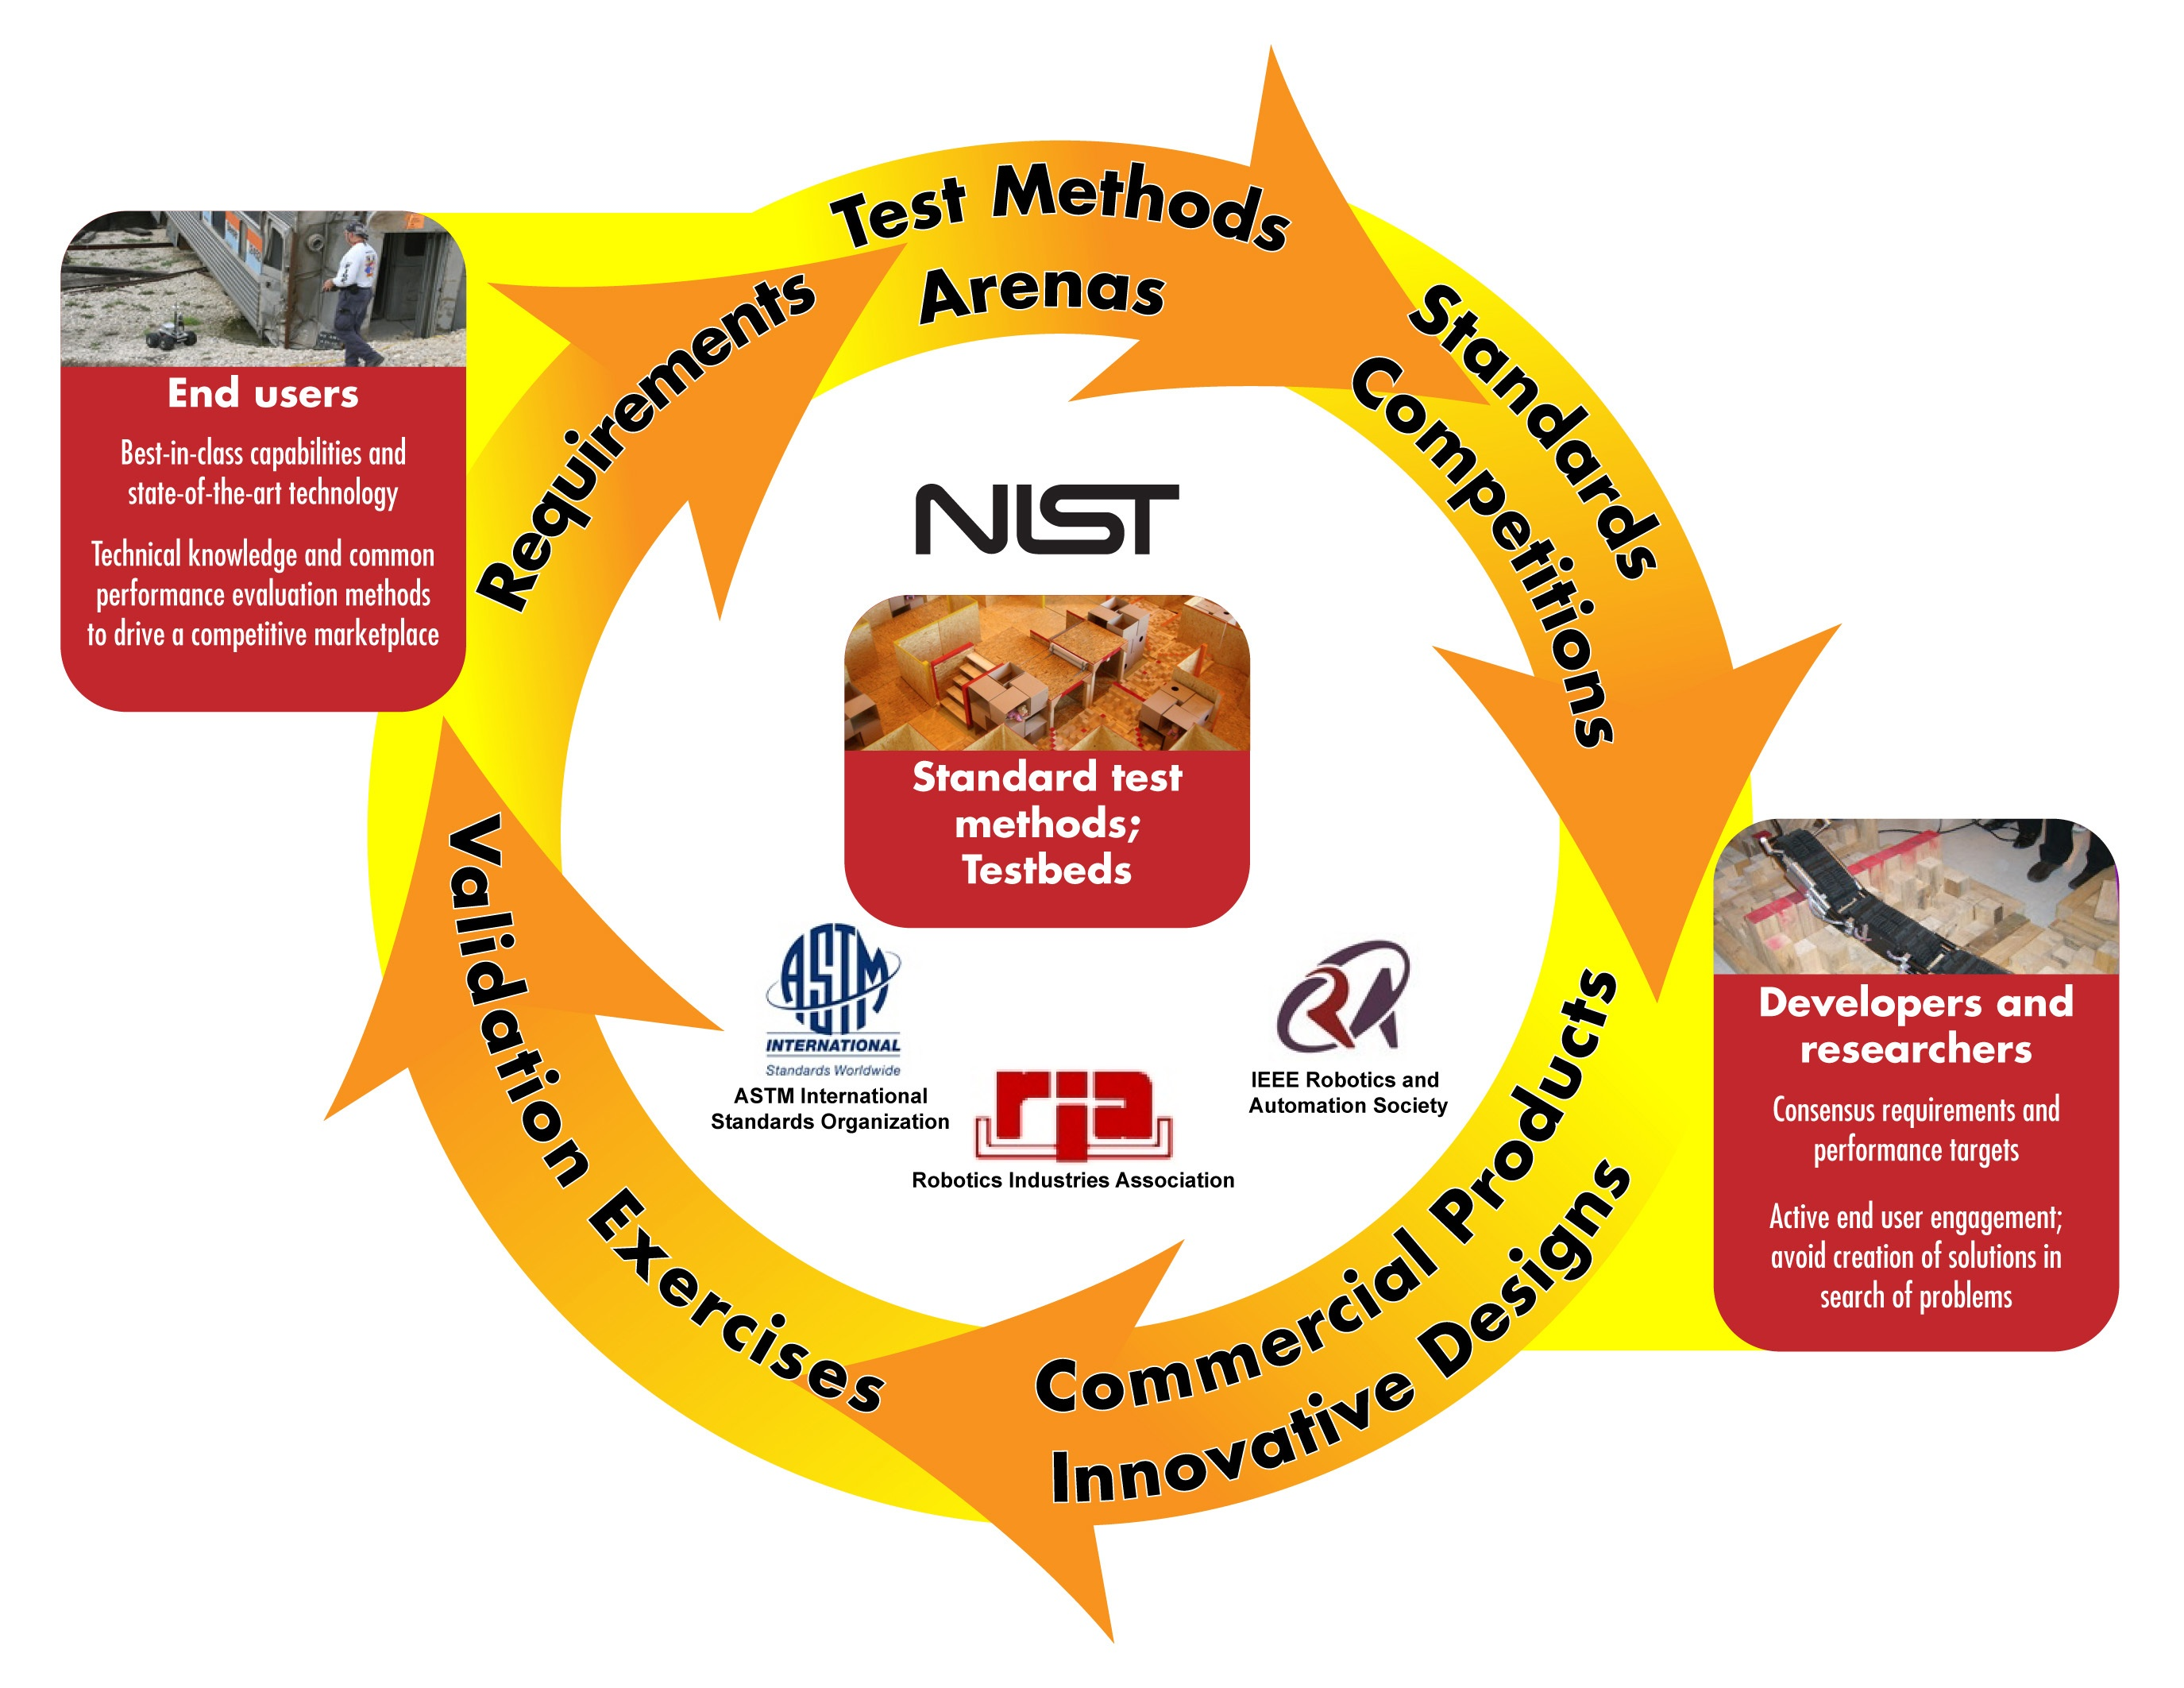 Test Methods
Arenas
Requirements
Standards
Competitions
End users
Best-in-class capabilities and
state-of-the-art technology
Technical knowledge and common
performance evaluation methods
to drive a competitive marketplace
NIST
Standard test
methods;
Testbeds
ASTM
INTERNATIONAL
Standards Worldwide
ASTM International
Standards Organization
ria
Robotics Industries Association
RA
IEEE Robotics and
Automation Society
Developers and
researchers
Consensus requirements and
performance targets
Active end user engagement;
avoid creation of solutions in
search of problems
Commercial Products
Innovative Designs
Validation Exercises